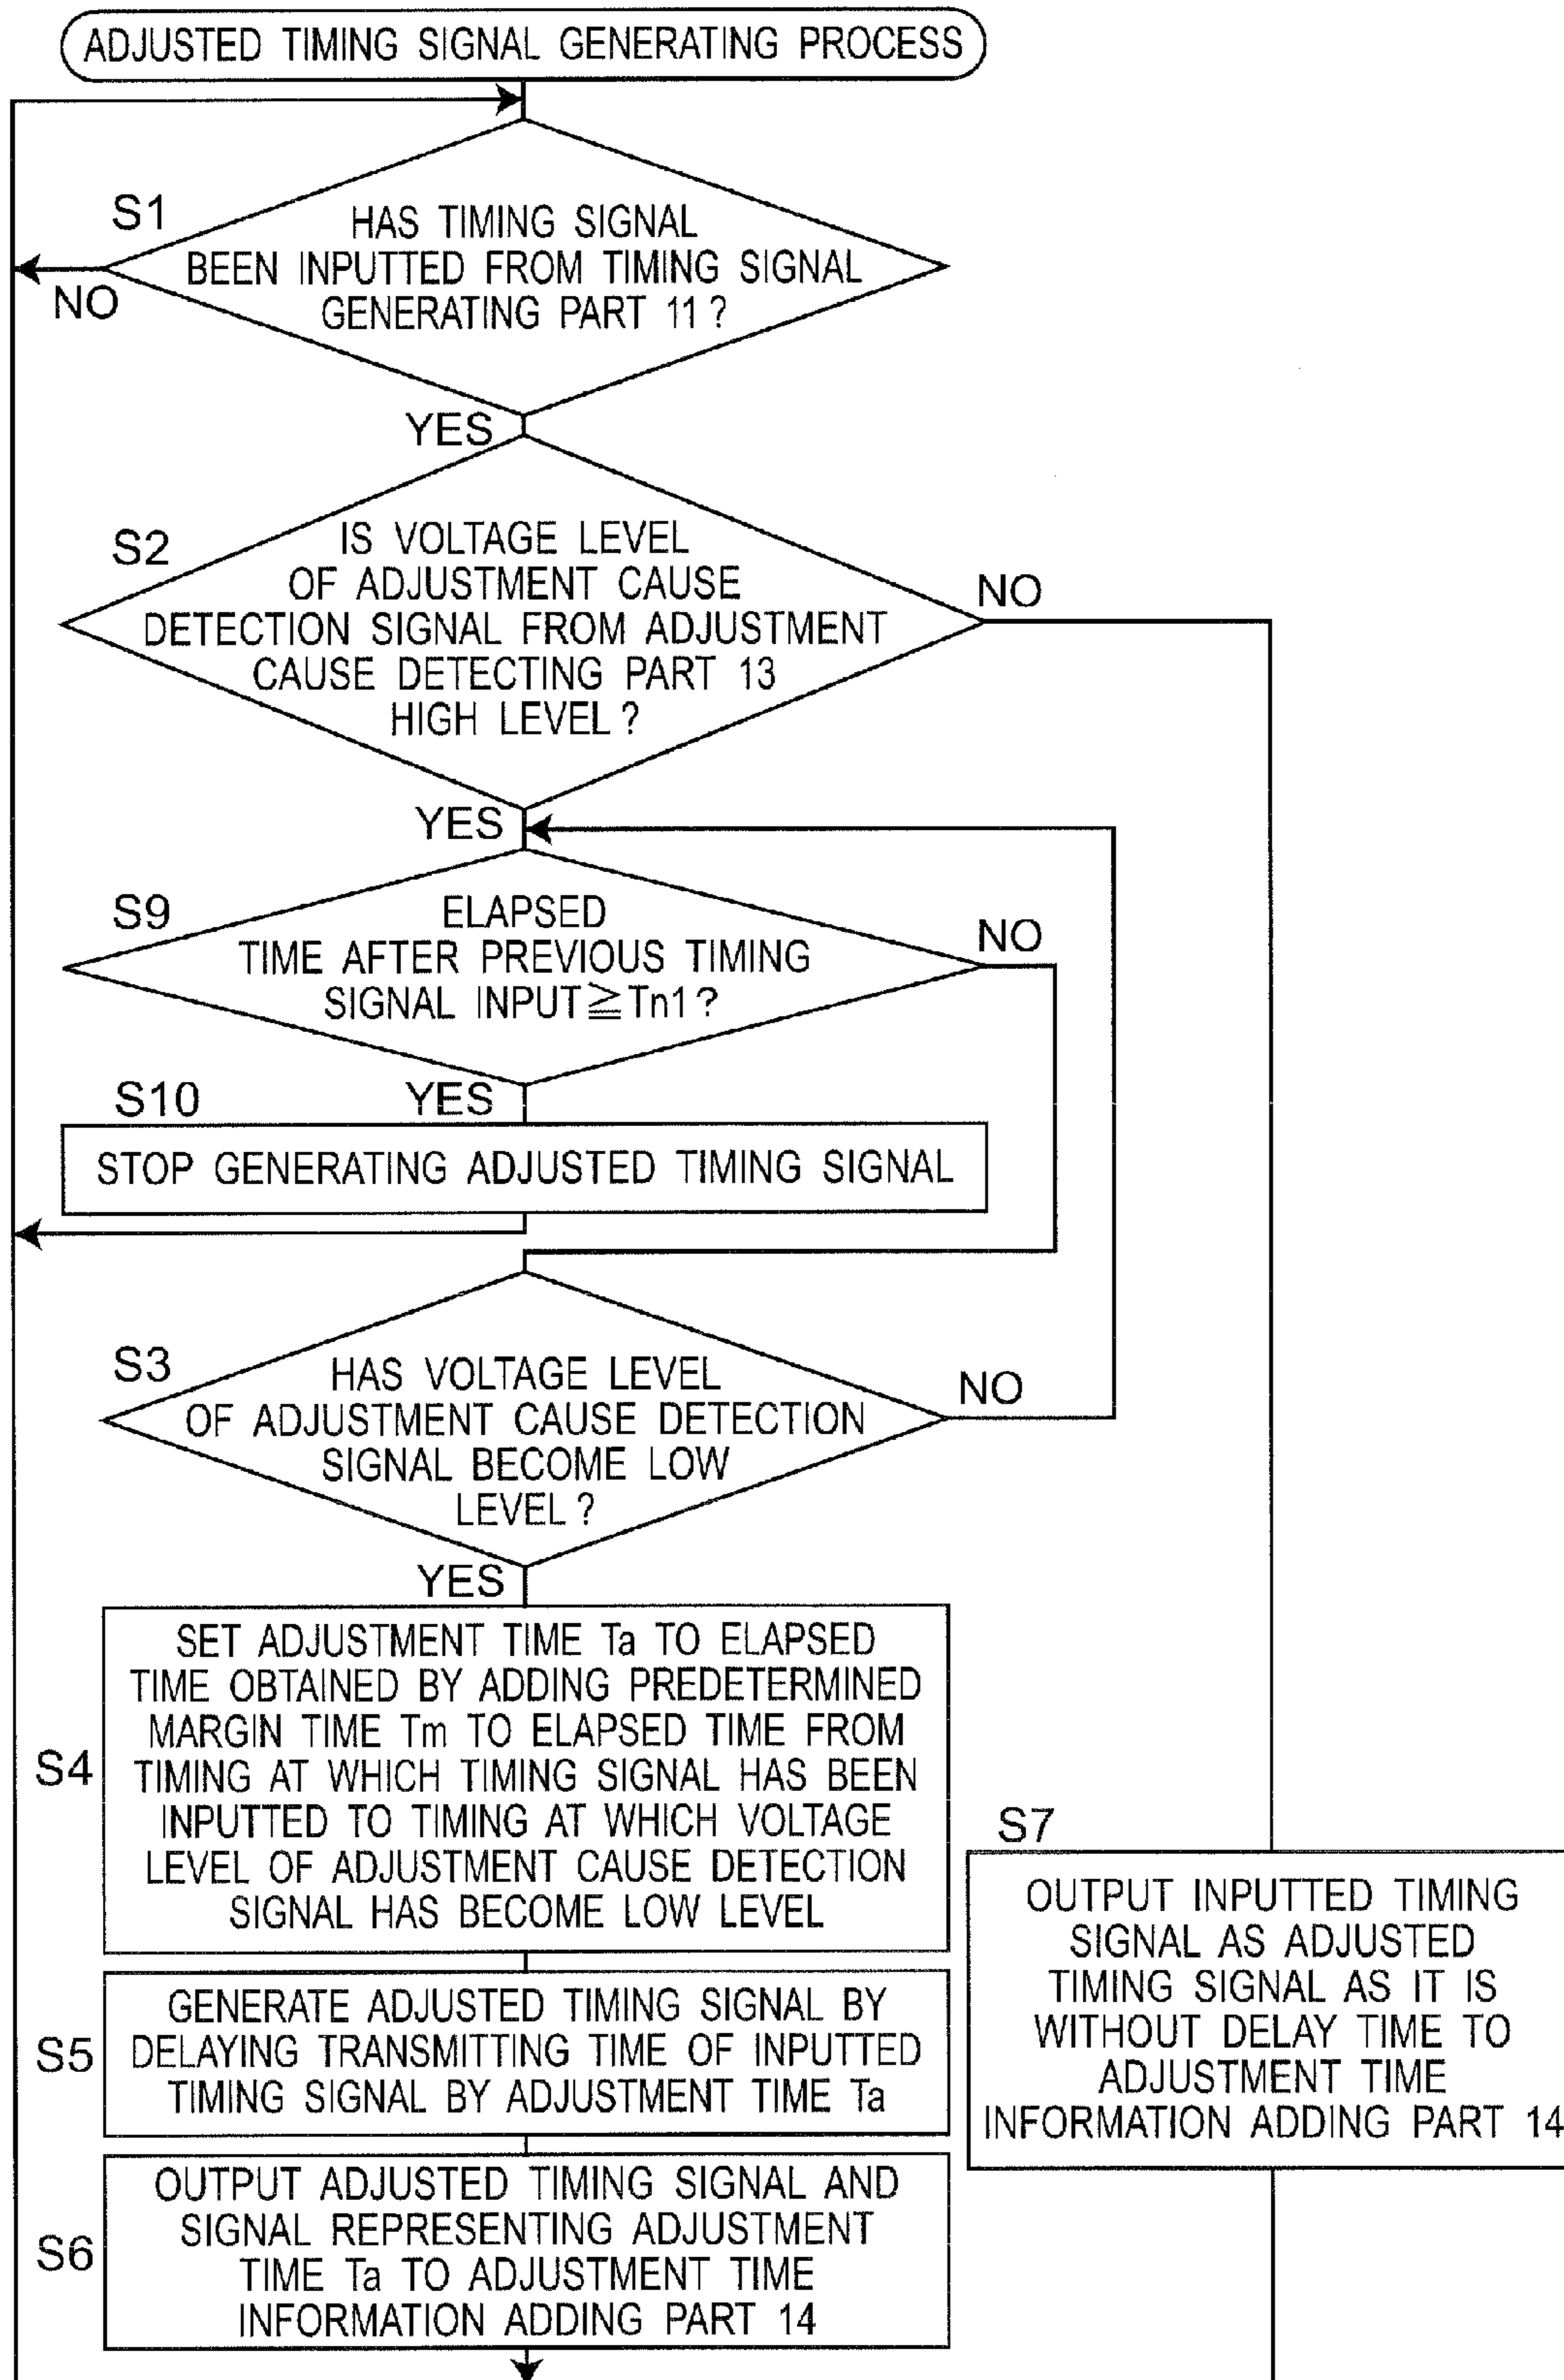 ADJUSTED TIMING SIGNAL GENERATING PROCESS
S1
HAS TIMING SIGNAL
BEEN INPUTTED FROM TIMING SIGNAL
GENERATING PART 11 ?
NO
YES
S2
IS VOLTAGE LEVEL
OF ADJUSTMENT CAUSE
DETECTION SIGNAL FROM ADJUSTMENT
CAUSE DETECTING PART 13
HIGH LEVEL ?
NO
YES
S9
ELAPSED
TIME AFTER PREVIOUS TIMING
SIGNAL INPUT ≧ Tn1 ?
NO
YES
S10
STOP GENERATING ADJUSTED TIMING SIGNAL
S3
HAS VOLTAGE LEVEL
OF ADJUSTMENT CAUSE DETECTION
SIGNAL BECOME LOW
LEVEL ?
NO
YES
S4
SET ADJUSTMENT TIME Ta TO ELAPSED
TIME OBTAINED BY ADDING PREDETERMINED
MARGIN TIME Tm TO ELAPSED TIME FROM
TIMING AT WHICH TIMING SIGNAL HAS BEEN
INPUTTED TO TIMING AT WHICH VOLTAGE
LEVEL OF ADJUSTMENT CAUSE DETECTION
SIGNAL HAS BECOME LOW LEVEL
S5
GENERATE ADJUSTED TIMING SIGNAL BY
DELAYING TRANSMITTING TIME OF INPUTTED
TIMING SIGNAL BY ADJUSTMENT TIME Ta
S6
OUTPUT ADJUSTED TIMING SIGNAL AND
SIGNAL REPRESENTING ADJUSTMENT
TIME Ta TO ADJUSTMENT TIME
INFORMATION ADDING PART 14
S7
OUTPUT INPUTTED TIMING
SIGNAL AS ADJUSTED
TIMING SIGNAL AS IT IS
WITHOUT DELAY TIME TO
ADJUSTMENT TIME
INFORMATION ADDING PART 14